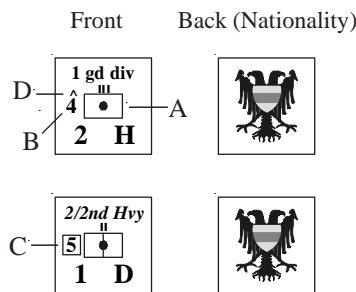 Front Back (Nationality)
1 gd div
D ^
4 A
B
2 H
2/2nd Hvy
C 5
1 D